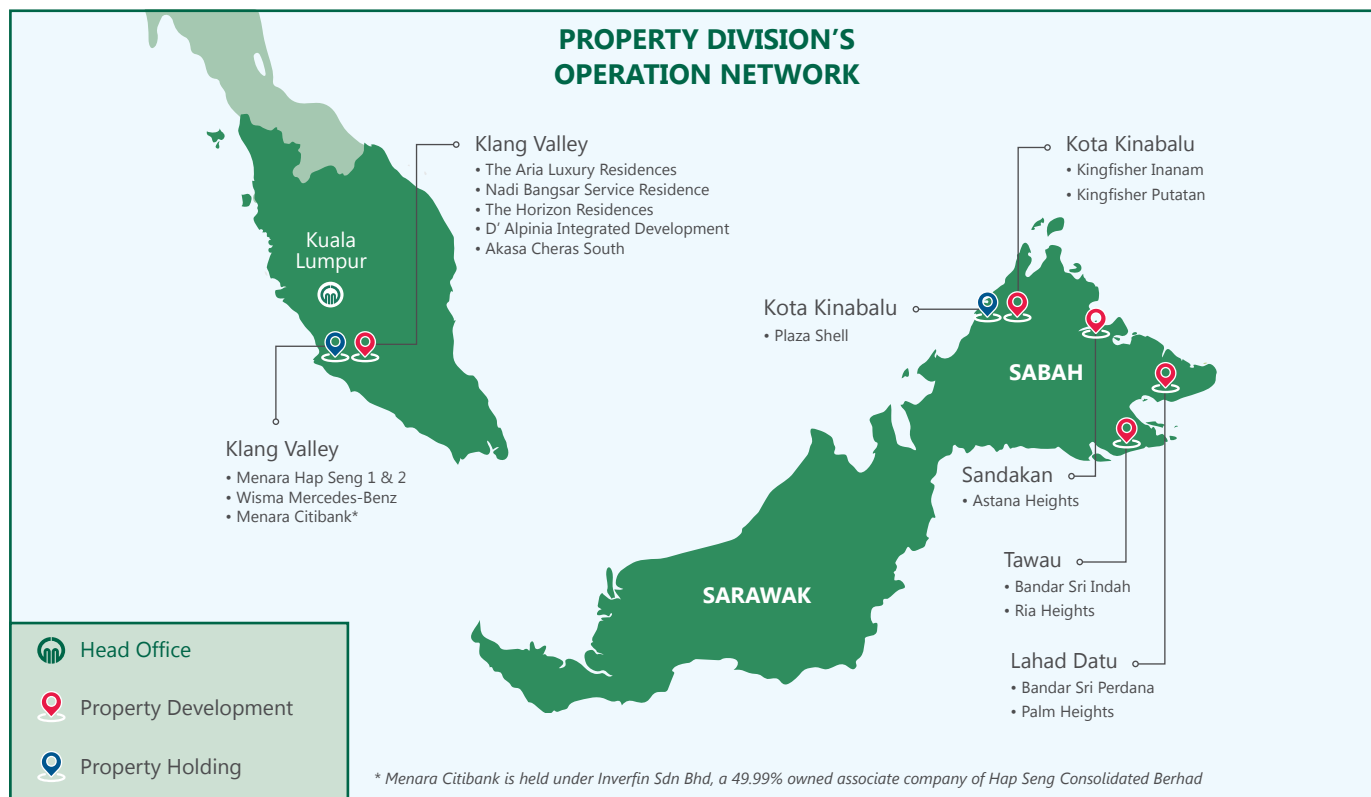 PROPERTY DIVISION'S
OPERATION NETWORK
Klang Valley
• The Aria Luxury Residences
• Nadi Bangsar Service Residence
• The Horizon Residences
• D' Alpinia Integrated Development
• Akasa Cheras South
Kota Kinabalu
• Kingfisher Inanam
• Kingfisher Putatan
Kuala
Lumpur
Kota Kinabalu
• Plaza Shell
SABAH
Klang Valley
• Menara Hap Seng 1 & 2
• Wisma Mercedes-Benz
• Menara Citibank*
Sandakan
• Astana Heights
Tawau
• Bandar Sri Indah
• Ria Heights
SARAWAK
Lahad Datu
• Bandar Sri Perdana
• Palm Heights
Head Office
Property Development
Property Holding
* Menara Citibank is held under Inverfin Sdn Bhd, a 49.99% owned associate company of Hap Seng Consolidated Berhad